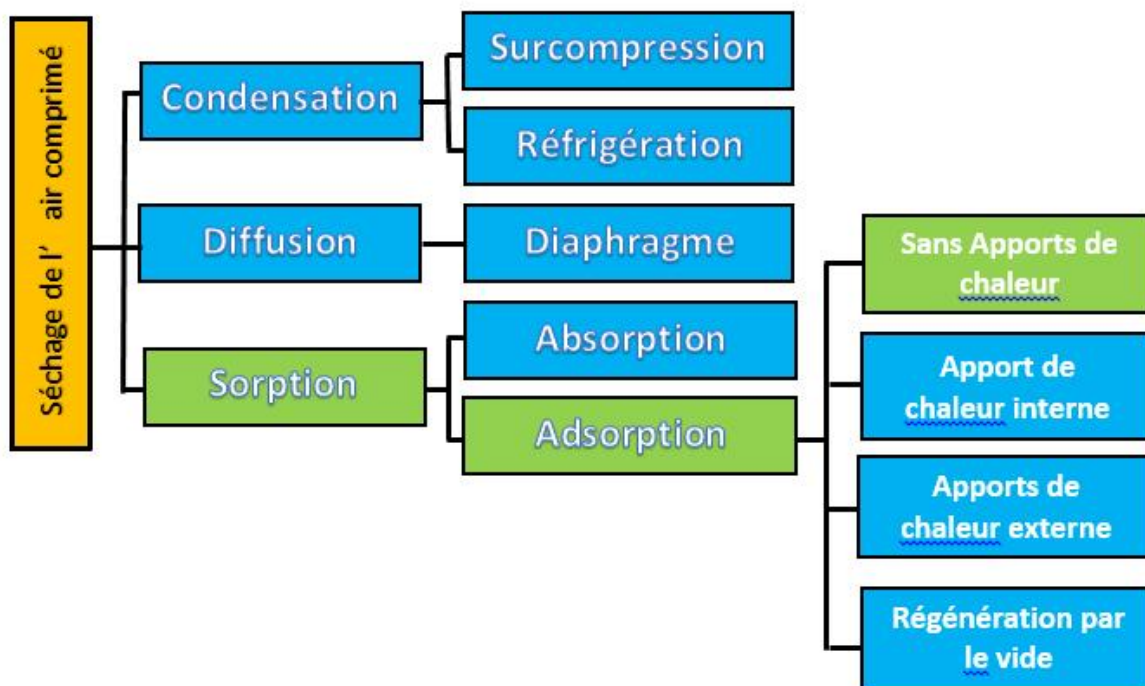 Séchage de l' air comprimé
Condensation
Surcompression
Réfrigération
Diffusion
Diaphragme
Sorption
Absorption
Adsorption
Sans Apports de
chaleur
Apport de
chaleur interne
Apports de
chaleur externe
Régénération par
le vide